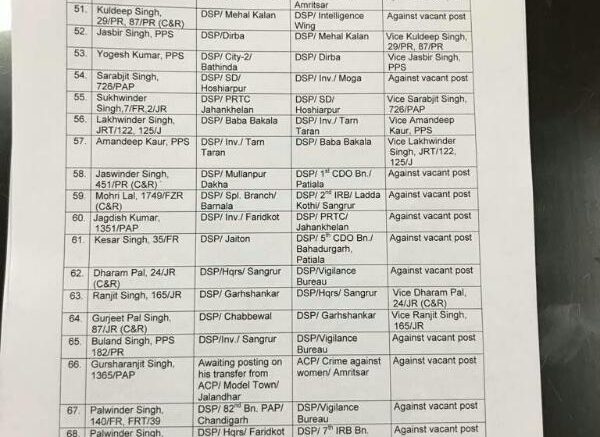 Amritsar
51. Kuldeep Singh, 29/PR, 87/PR (C&R) DSP/ Mehal Kalan DSP/ Intelligence Wing Against vacant post
52. Jasbir Singh, PPS DSP/Dirba DSP/ Mehal Kalan Vice Kuldeep Singh, 29/PR, 87/PR
53. Yogesh Kumar, PPS DSP/ City-2/ Bathinda DSP/ Dirba Vice Jasbir Singh, PPS
54. Sarabjit Singh, 726/PAP DSP/ SD/ Hoshiarpur DSP/ Inv./ Moga Against vacant post
55. Sukhwinder Singh,7/FR,2/JR DSP/ PRTC Jahankhelan DSP/ SD/ Hoshiarpur Vice Sarabjit Singh, 726/PAP
56. Lakhwinder Singh, JRT/122, 125/J DSP/ Baba Bakala DSP/ Inv./ Tarn Taran Vice Amandeep Kaur, PPS
57. Amandeep Kaur, PPS DSP/ Inv./ Tarn Taran DSP/ Baba Bakala Vice Lakhwinder Singh, JRT/122, 125/J
58. Jaswinder Singh, 451/PR (C&R) DSP/ Mullanpur Dakha DSP/ 1st CDO Bn./ Patiala Against vacant post
59. Mohri Lal, 1749/FZR (C&R) DSP/ Spl. Branch/ Barnala DSP/ 2nd IRB/ Ladda Kothi/ Sangrur Against vacant post
60. Jagdish Kumar, 1351/PAP DSP/ Inv./ Faridkot DSP/ PRTC/ Jahankhelan Against vacant post
61. Kesar Singh, 35/FR DSP/ Jaiton DSP/ 5th CDO Bn./ Bahadurgarh, Patiala Against vacant post
62. Dharam Pal, 24/JR (C&R) DSP/Hqrs/ Sangrur DSP/Vigilance Bureau Against vacant post
63. Ranjit Singh, 165/JR DSP/ Garhshankar DSP/Hqrs/ Sangrur Vice Dharam Pal, 24/JR (C&R)
64. Gurjeet Pal Singh, 87/JR (C&R) DSP/ Chabbewal DSP/ Garhshankar Vice Ranjit Singh, 165/JR
65. Buland Singh, PPS 182/PR DSP/Inv./ Sangrur DSP/Vigilance Bureau Against vacant post
66. Gursharanjit Singh, 1365/PAP Awaiting posting on his transfer from ACP/ Model Town/ Jalandhar ACP/ Crime against women/ Amritsar Against vacant post
67. Palwinder Singh, 140/FR, FRT/39 DSP/ 82nd Bn. PAP/ Chandigarh DSP/Vigilance Bureau Against vacant post
68. Palwinder Singh, DSP/ Hqrs/ Faridkot DSP/ 7th IRB Bn. Against vacant post